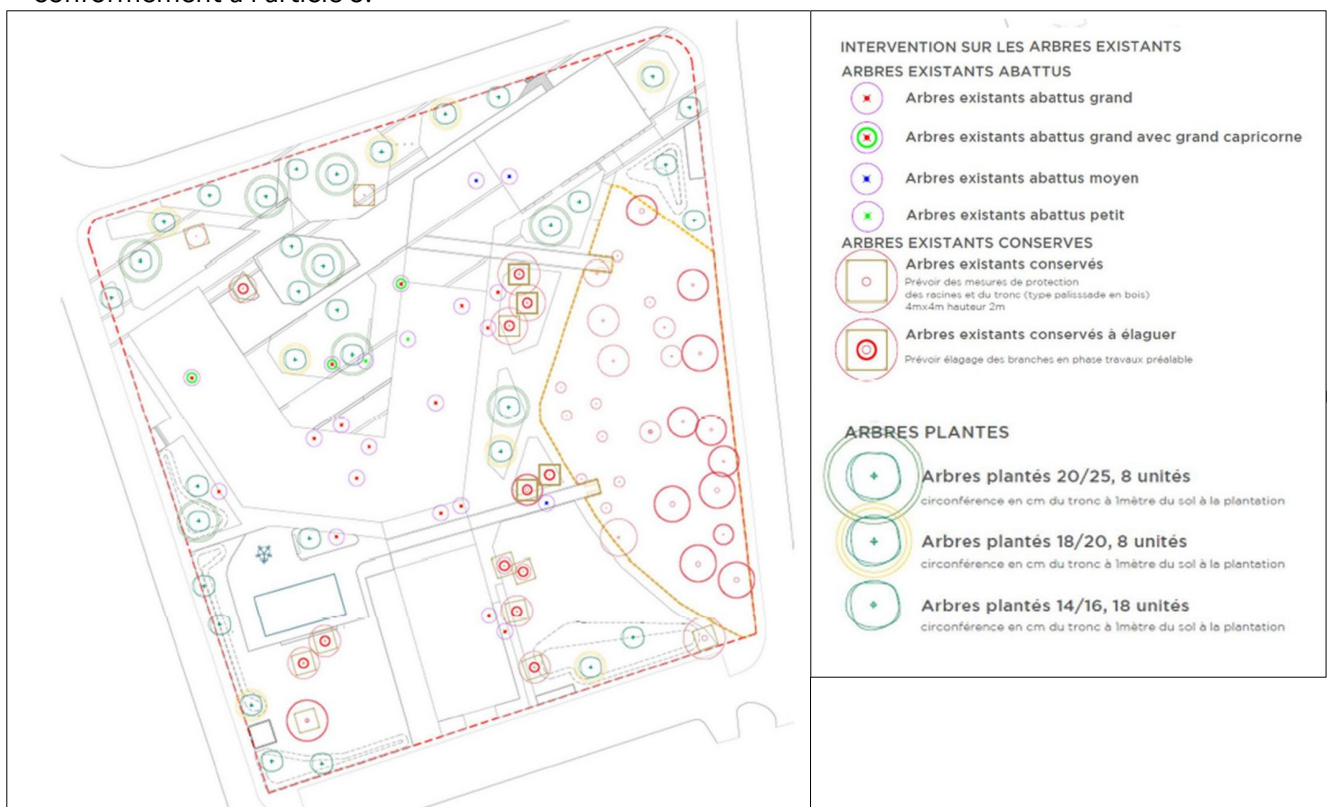 conformément à l'article 6.
INTERVENTION SUR LES ARBRES EXISTANTS
ARBRES EXISTANTS ABATTUS
Arbres existants abattus grand
Arbres existants abattus grand avec grand capricorne
Arbres existants abattus moyen
Arbres existants abattus petit
ARBRES EXISTANTS CONSERVES
Arbres existants conservés
Prévoir des mesures de protection
des racines et du tronc (type palisssade en bois)
4mx4m hauteur 2m
Arbres existants conservés à élaguer
Prévoir élagage des branches en phase travaux préalable
ARBRES PLANTES
Arbres plantés 20/25, 8 unités
circonférence en cm du tronc à 1mètre du sol à la plantation
Arbres plantés 18/20, 8 unités
circonférence en cm du tronc à 1mètre du sol à la plantation
Arbres plantés 14/16, 18 unités
circonférence en cm du tronc à 1mètre du sol à la plantation